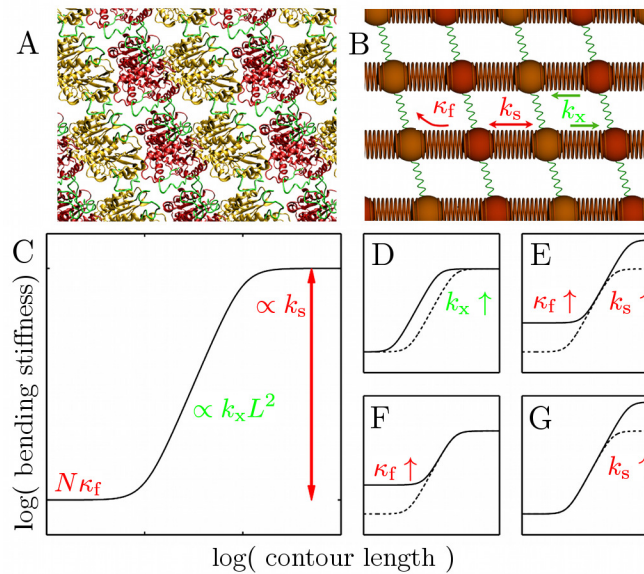 A
B
κf
ks
kx
C
log( bending stiffness)
∝ ks
∝ kxL²
Nκf
D
kx ↑
E
κf ↑
ks ↑
F
κf ↑
G
ks ↑
log( contour length )